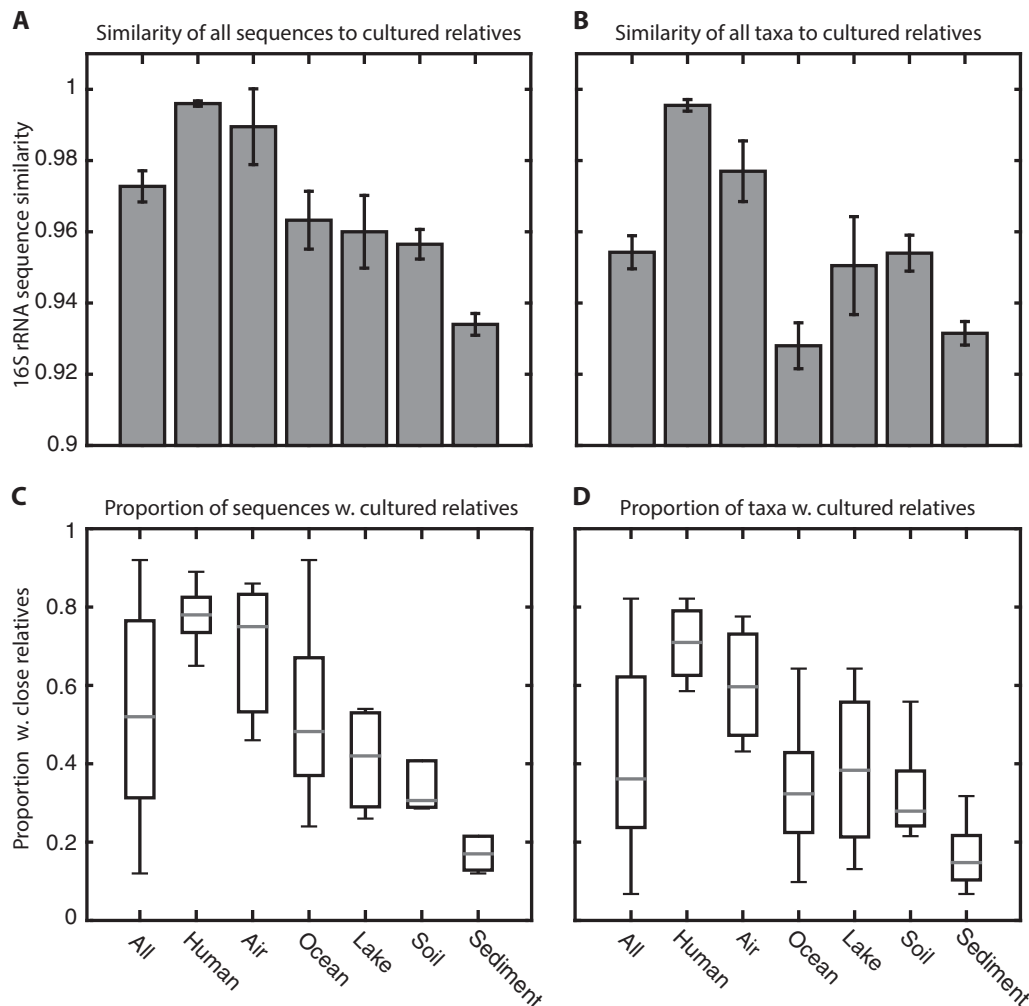 A
Similarity of all sequences to cultured relatives
B
Similarity of all taxa to cultured relatives
16S rRNA sequence similarity
1
0.98
0.96
0.94
0.92
0.9
C
Proportion of sequences w. cultured relatives
D
Proportion of taxa w. cultured relatives
Proportion w. close relatives
1
0.8
0.6
0.4
0.2
0
All
Human
Air
Ocean
Lake
Soil
Sediment
All
Human
Air
Ocean
Lake
Soil
Sediment